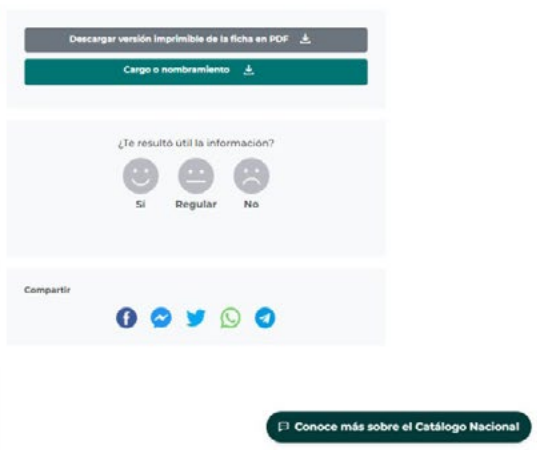 Descargar versión imprimible de la ficha en PDF
Cargo o nombramiento
¿Te resultó útil la información?
Sí Regular No
Compartir
Conoce más sobre el Catálogo Nacional